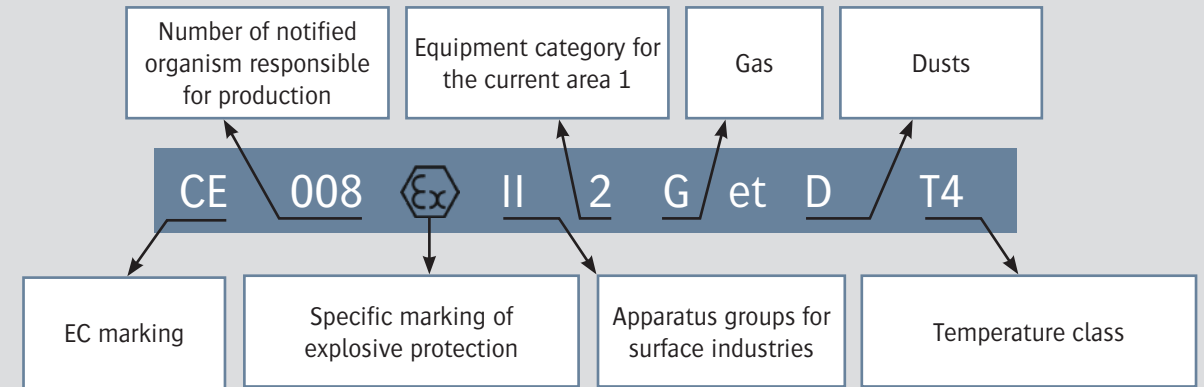 Number of notified
organism responsible
for production
Equipment category for
the current area 1
Gas
Dusts
CE 008 Ex II 2 G et D T4
EC marking
Specific marking of
explosive protection
Apparatus groups for
surface industries
Temperature class